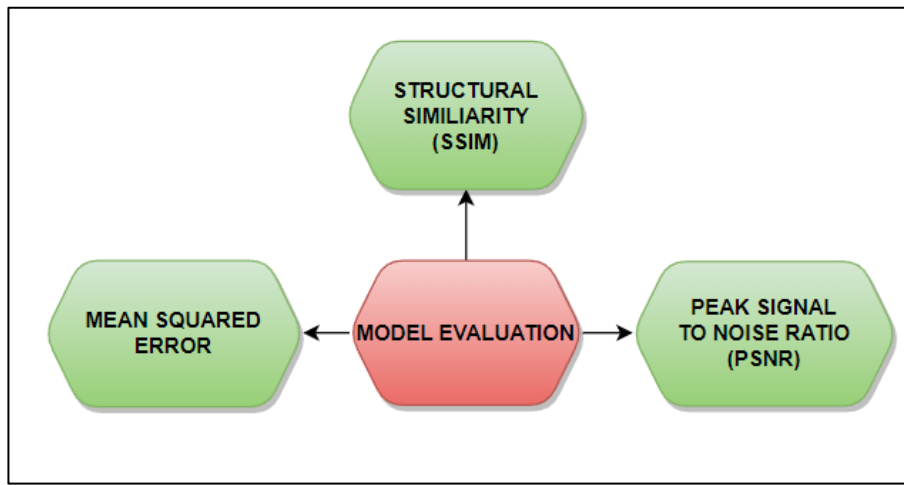 STRUCTURAL
SIMILIARITY
(SSIM)
MEAN SQUARED
ERROR
MODEL EVALUATION
PEAK SIGNAL
TO NOISE RATIO
(PSNR)